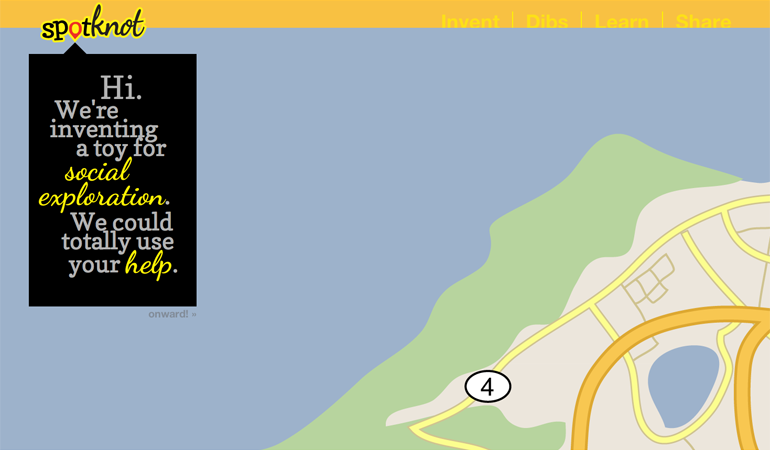 spotknot
Invent Dibs Learn Share
Hi.
We're
inventing
a toy for
social
exploration.
We could
totally use
your help.
onward! »
4